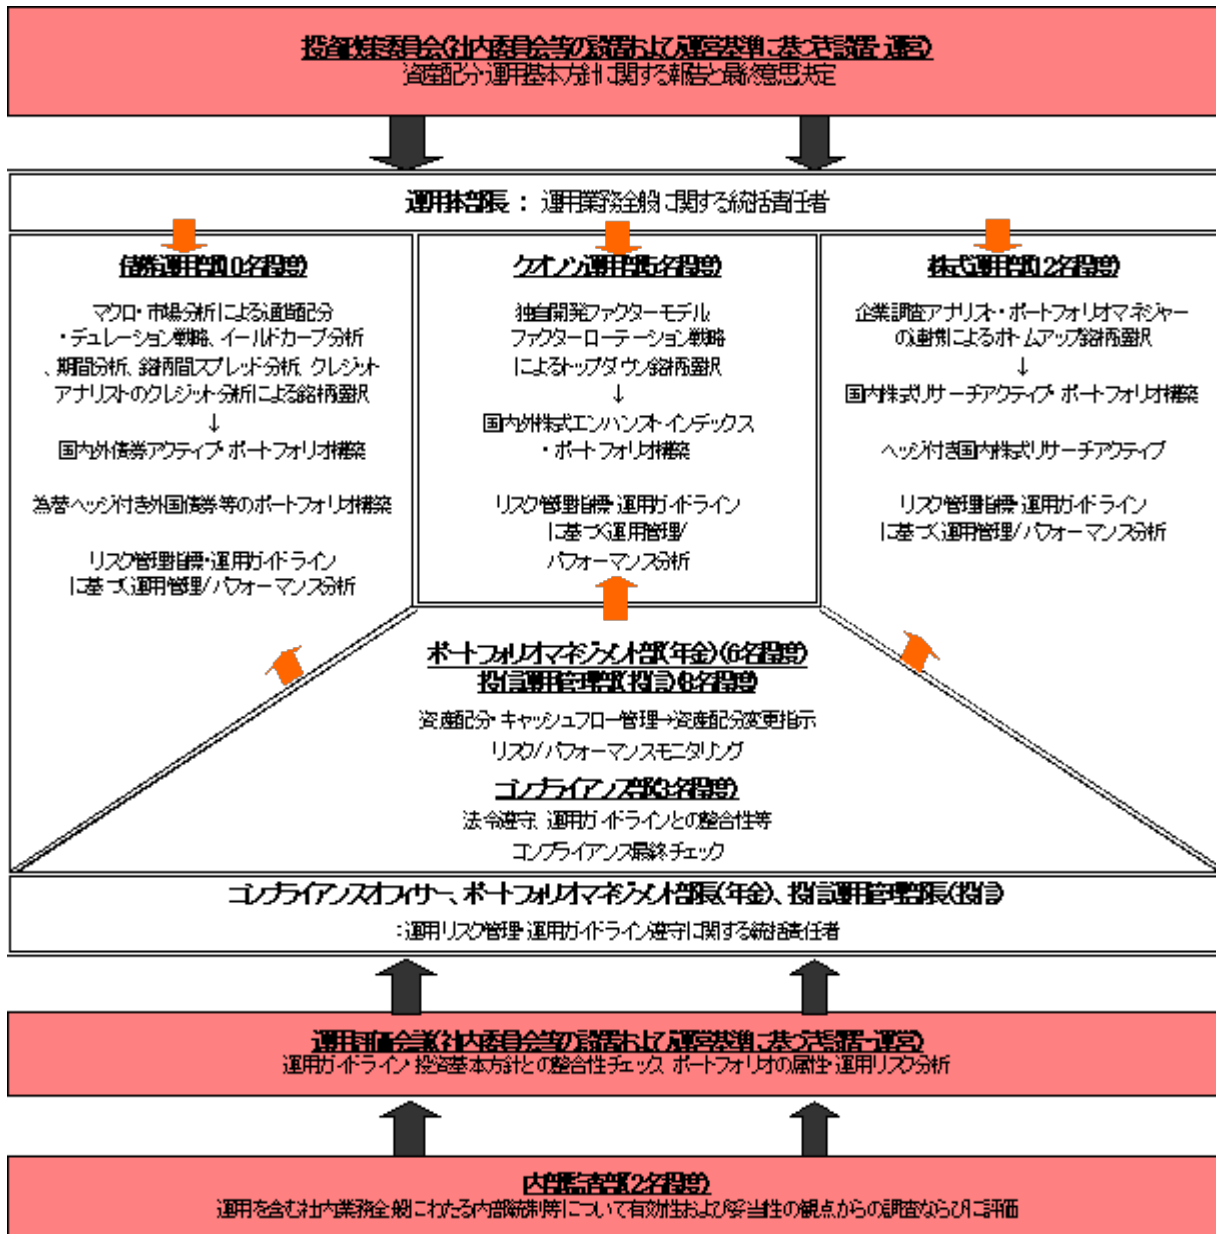 投資政策委員会(社内委員会等の設置および運営基準に基づき設置・運営)
資産配分・運用基本方針に関する報告と最終意思決定
運用本部長： 運用業務全般に関する統括責任者
債券運用部(10名程度)
マクロ・市場分析による通貨配分
・デュレーション戦略、イールドカーブ分析
、期間分析、銘柄間スプレッド分析、クレジット
アナリストのクレジット分析による銘柄選択
↓
国内外債券アクティブ・ポートフォリオ構築
為替ヘッジ付き外国債券等のポートフォリオ構築
リスク管理指標・運用ガイドライン
に基づく運用管理/パフォーマンス分析
クオンツ運用部(5名程度)
独自開発ファクターモデル
ファクターローテーション戦略
によるトップダウン銘柄選択
↓
国内外株式エンハンストインデックス
・ポートフォリオ構築
リスク管理指標・運用ガイドライン
に基づく運用管理/
パフォーマンス分析
株式運用部(12名程度)
企業調査アナリスト・ポートフォリオマネジャー
の連携によるボトムアップ銘柄選択
↓
国内株式リサーチアクティブ・ポートフォリオ構築
ヘッジ付き国内株式リサーチアクティブ
リスク管理指標・運用ガイドライン
に基づく運用管理/パフォーマンス分析
ポートフォリオマネジメント部(年金)(6名程度)
投信運用管理部(投信)(8名程度)
資産配分・キャッシュフロー管理→資産配分変更指示
リスク/パフォーマンスモニタリング
コンプライアンス部(3名程度)
法令遵守、運用ガイドラインとの整合性等
コンプライアンス最終チェック
コンプライアンスオフィサー、ポートフォリオマネジメント部長(年金)、投信運用管理部長(投信)
：運用リスク管理・運用ガイドライン遵守に関する統括責任者
運用評価会議(社内委員会等の設置および運営基準に基づき設置・運営)
運用ガイドライン・投資基本方針との整合性チェック、ポートフォリオの属性・運用リスク分析
内部監査部(2名程度)
運用を含む社内業務全般にわたる内部統制等について有効性および妥当性の観点からの調査ならびに評価